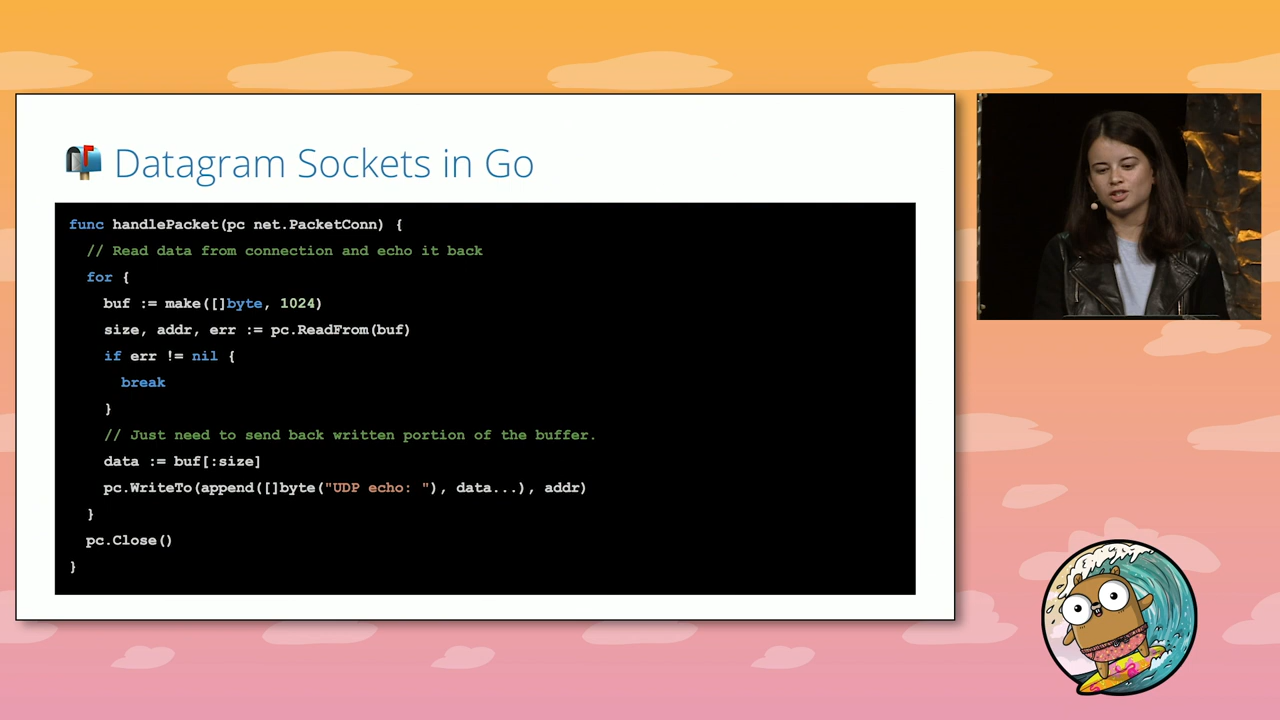 Datagram Sockets in Go
func handlePacket(pc net.PacketConn) {
  // Read data from connection and echo it back
  for {
    buf := make([]byte, 1024)
    size, addr, err := pc.ReadFrom(buf)
    if err != nil {
      break
    }
    // Just need to send back written portion of the buffer.
    data := buf[:size]
    pc.WriteTo(append([]byte("UDP echo: "), data...), addr)
  }
  pc.Close()
}